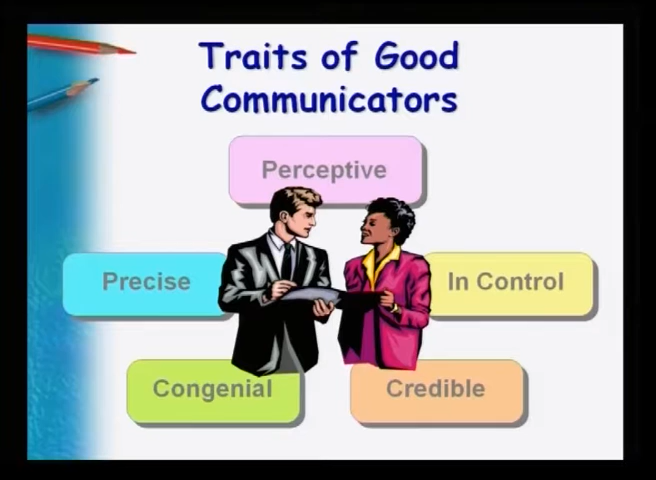 Traits of Good
Communicators
Perceptive
Precise
In Control
Congenial
Credible